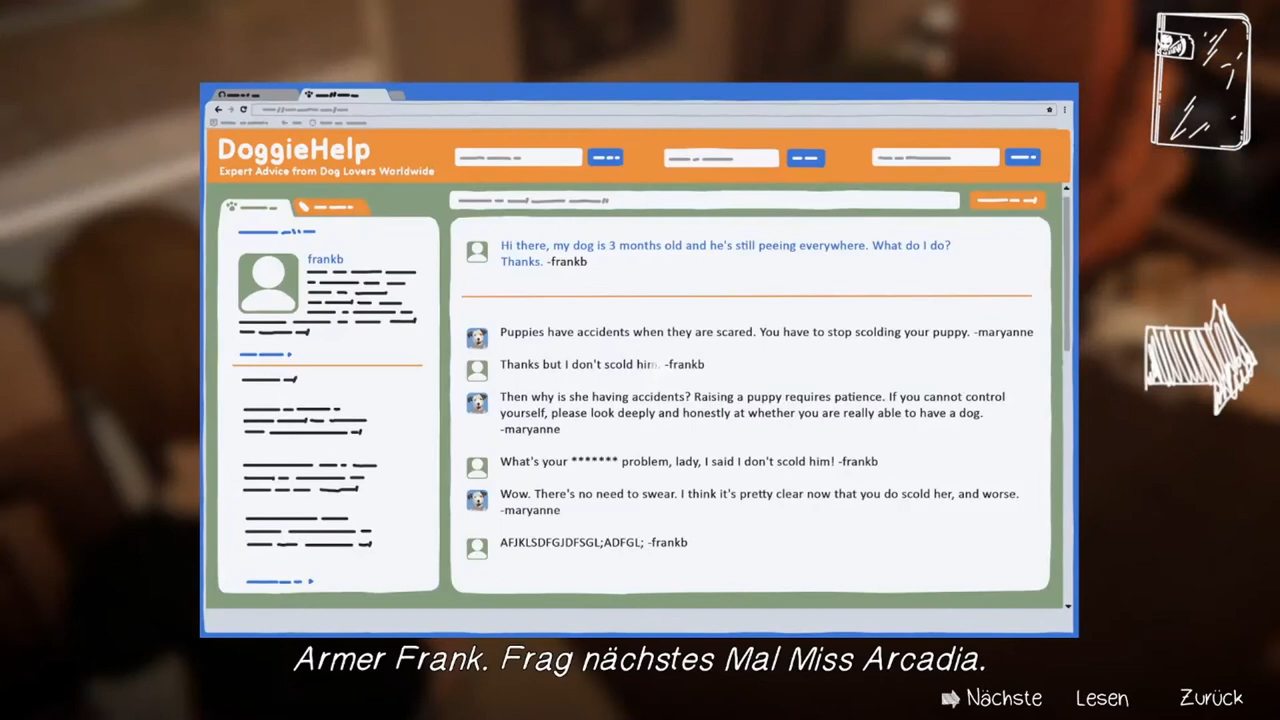 DoggieHelp
Expert Advice from Dog Lovers Worldwide
frankb
Hi there, my dog is 3 months old and he's still peeing everywhere. What do I do?
Thanks. -frankb
Puppies have accidents when they are scared. You have to stop scolding your puppy. -maryanne
Thanks but I don't scold him. -frankb
Then why is she having accidents? Raising a puppy requires patience. If you cannot control
yourself, please look deeply and honestly at whether you are really able to have a dog.
-maryanne
What's your ******* problem, lady, I said I don't scold him! -frankb
Wow. There's no need to swear. I think it's pretty clear now that you do scold her, and worse.
-maryanne
AFJKLSDFGJDFSGL;ADFGL; -frankb
Armer Frank. Frag nächstes Mal Miss Arcadia.
Nächste Lesen Zurück